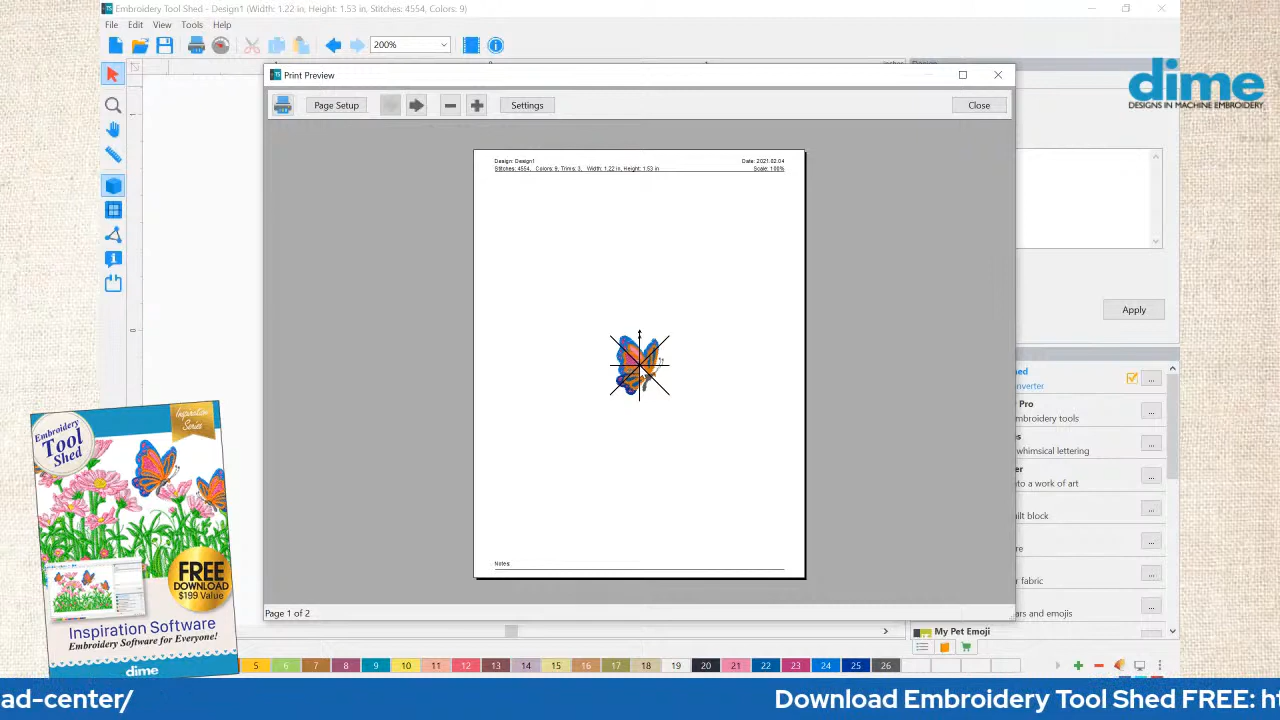 Embroidery Tool Shed - Design1 (Width: 1.22 in, Height: 1.53 in, Stitches: 4554, Colors: 9)
File Edit View Tools Help
200%
Print Preview
Page Setup
Settings
Close
dime
DESIGNS IN MACHINE EMBROIDERY
Design: Design1
Date: 2021.02.04
Stitches: 4554, Colors: 9, Trims: 3, Width: 1.22 in, Height: 1.53 in
Scale: 100%
Notes:
Page 1 of 2
Apply
Pro
embroidery tools
whimsical lettering
to a work of art
ilt block
re
r fabric
ars and emojis
My Pet Emoji
Inspiration
Series
Embroidery
Tool
Shed
FREE
DOWNLOAD
$199 Value
Inspiration Software
Embroidery Software for Everyone!
dime
5 6 7 8 9 10 11 12 13 14 15 16 17 18 19 20 21 22 23 24 25 26
ad-center/
Download Embroidery Tool Shed FREE: ht